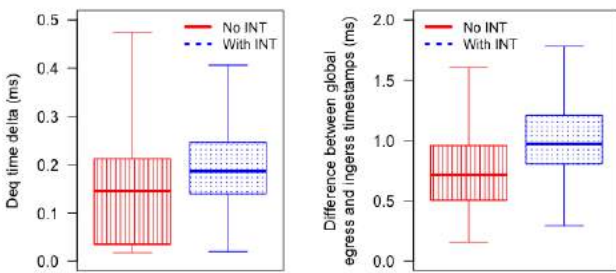 Deq time delta (ms)
0.5
0.4
0.3
0.2
0.1
0.0
No INT
With INT
Difference between global
egress and ingerss timestamps (ms)
2.0
1.5
1.0
0.5
0.0
No INT
With INT